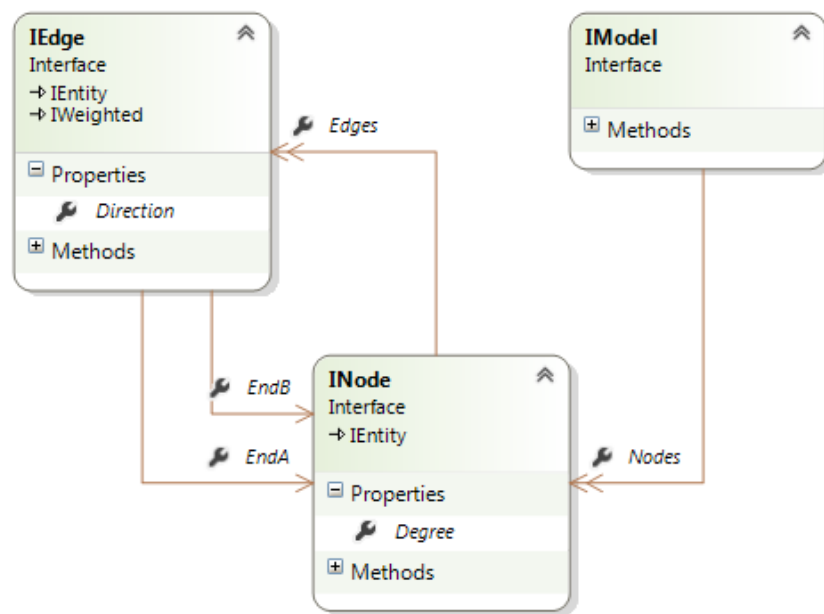 IEdge
Interface
IEntity
IWeighted
Properties
Direction
Methods
IModel
Interface
Methods
Edges
EndB
EndA
INode
Interface
IEntity
Properties
Degree
Methods
Nodes